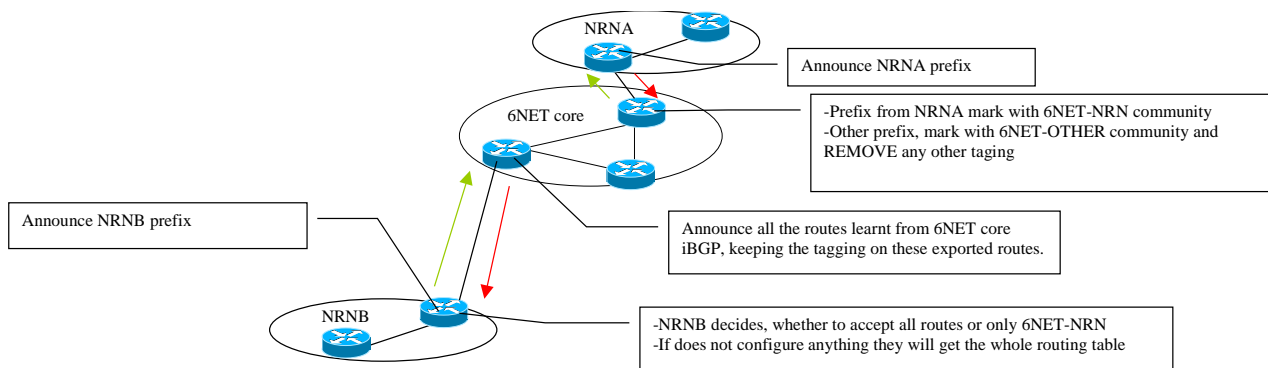 NRNA
Announce NRNA prefix
6NET core
-Prefix from NRNA mark with 6NET-NRN community
-Other prefix, mark with 6NET-OTHER community and
REMOVE any other taging
Announce NRNB prefix
Announce all the routes learnt from 6NET core
iBGP, keeping the tagging on these exported routes.
NRNB
-NRNB decides, whether to accept all routes or only 6NET-NRN
-If does not configure anything they will get the whole routing table